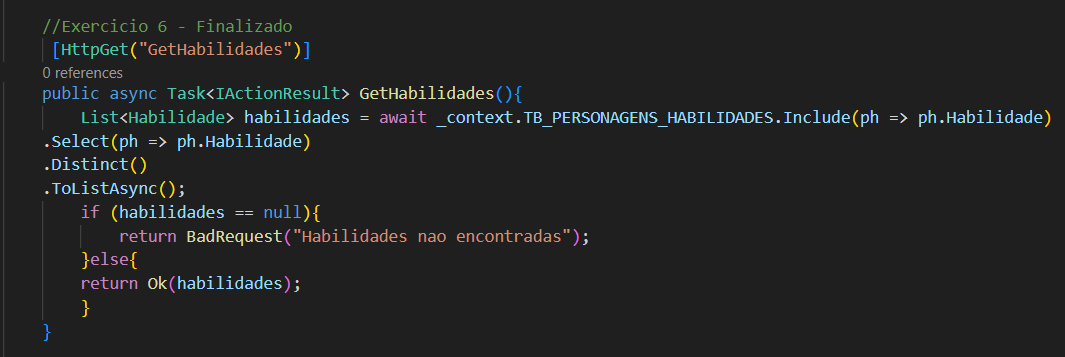 //Exercicio 6 - Finalizado
[HttpGet("GetHabilidades")]
0 references
public async Task<IActionResult> GetHabilidades(){
List<Habilidade> habilidades = await _context.TB_PERSONAGENS_HABILIDADES.Include(ph => ph.Habilidade)
.Select(ph => ph.Habilidade)
.Distinct()
.ToListAsync();
if (habilidades == null){
return BadRequest("Habilidades nao encontradas");
}else{
return Ok(habilidades);
}
}